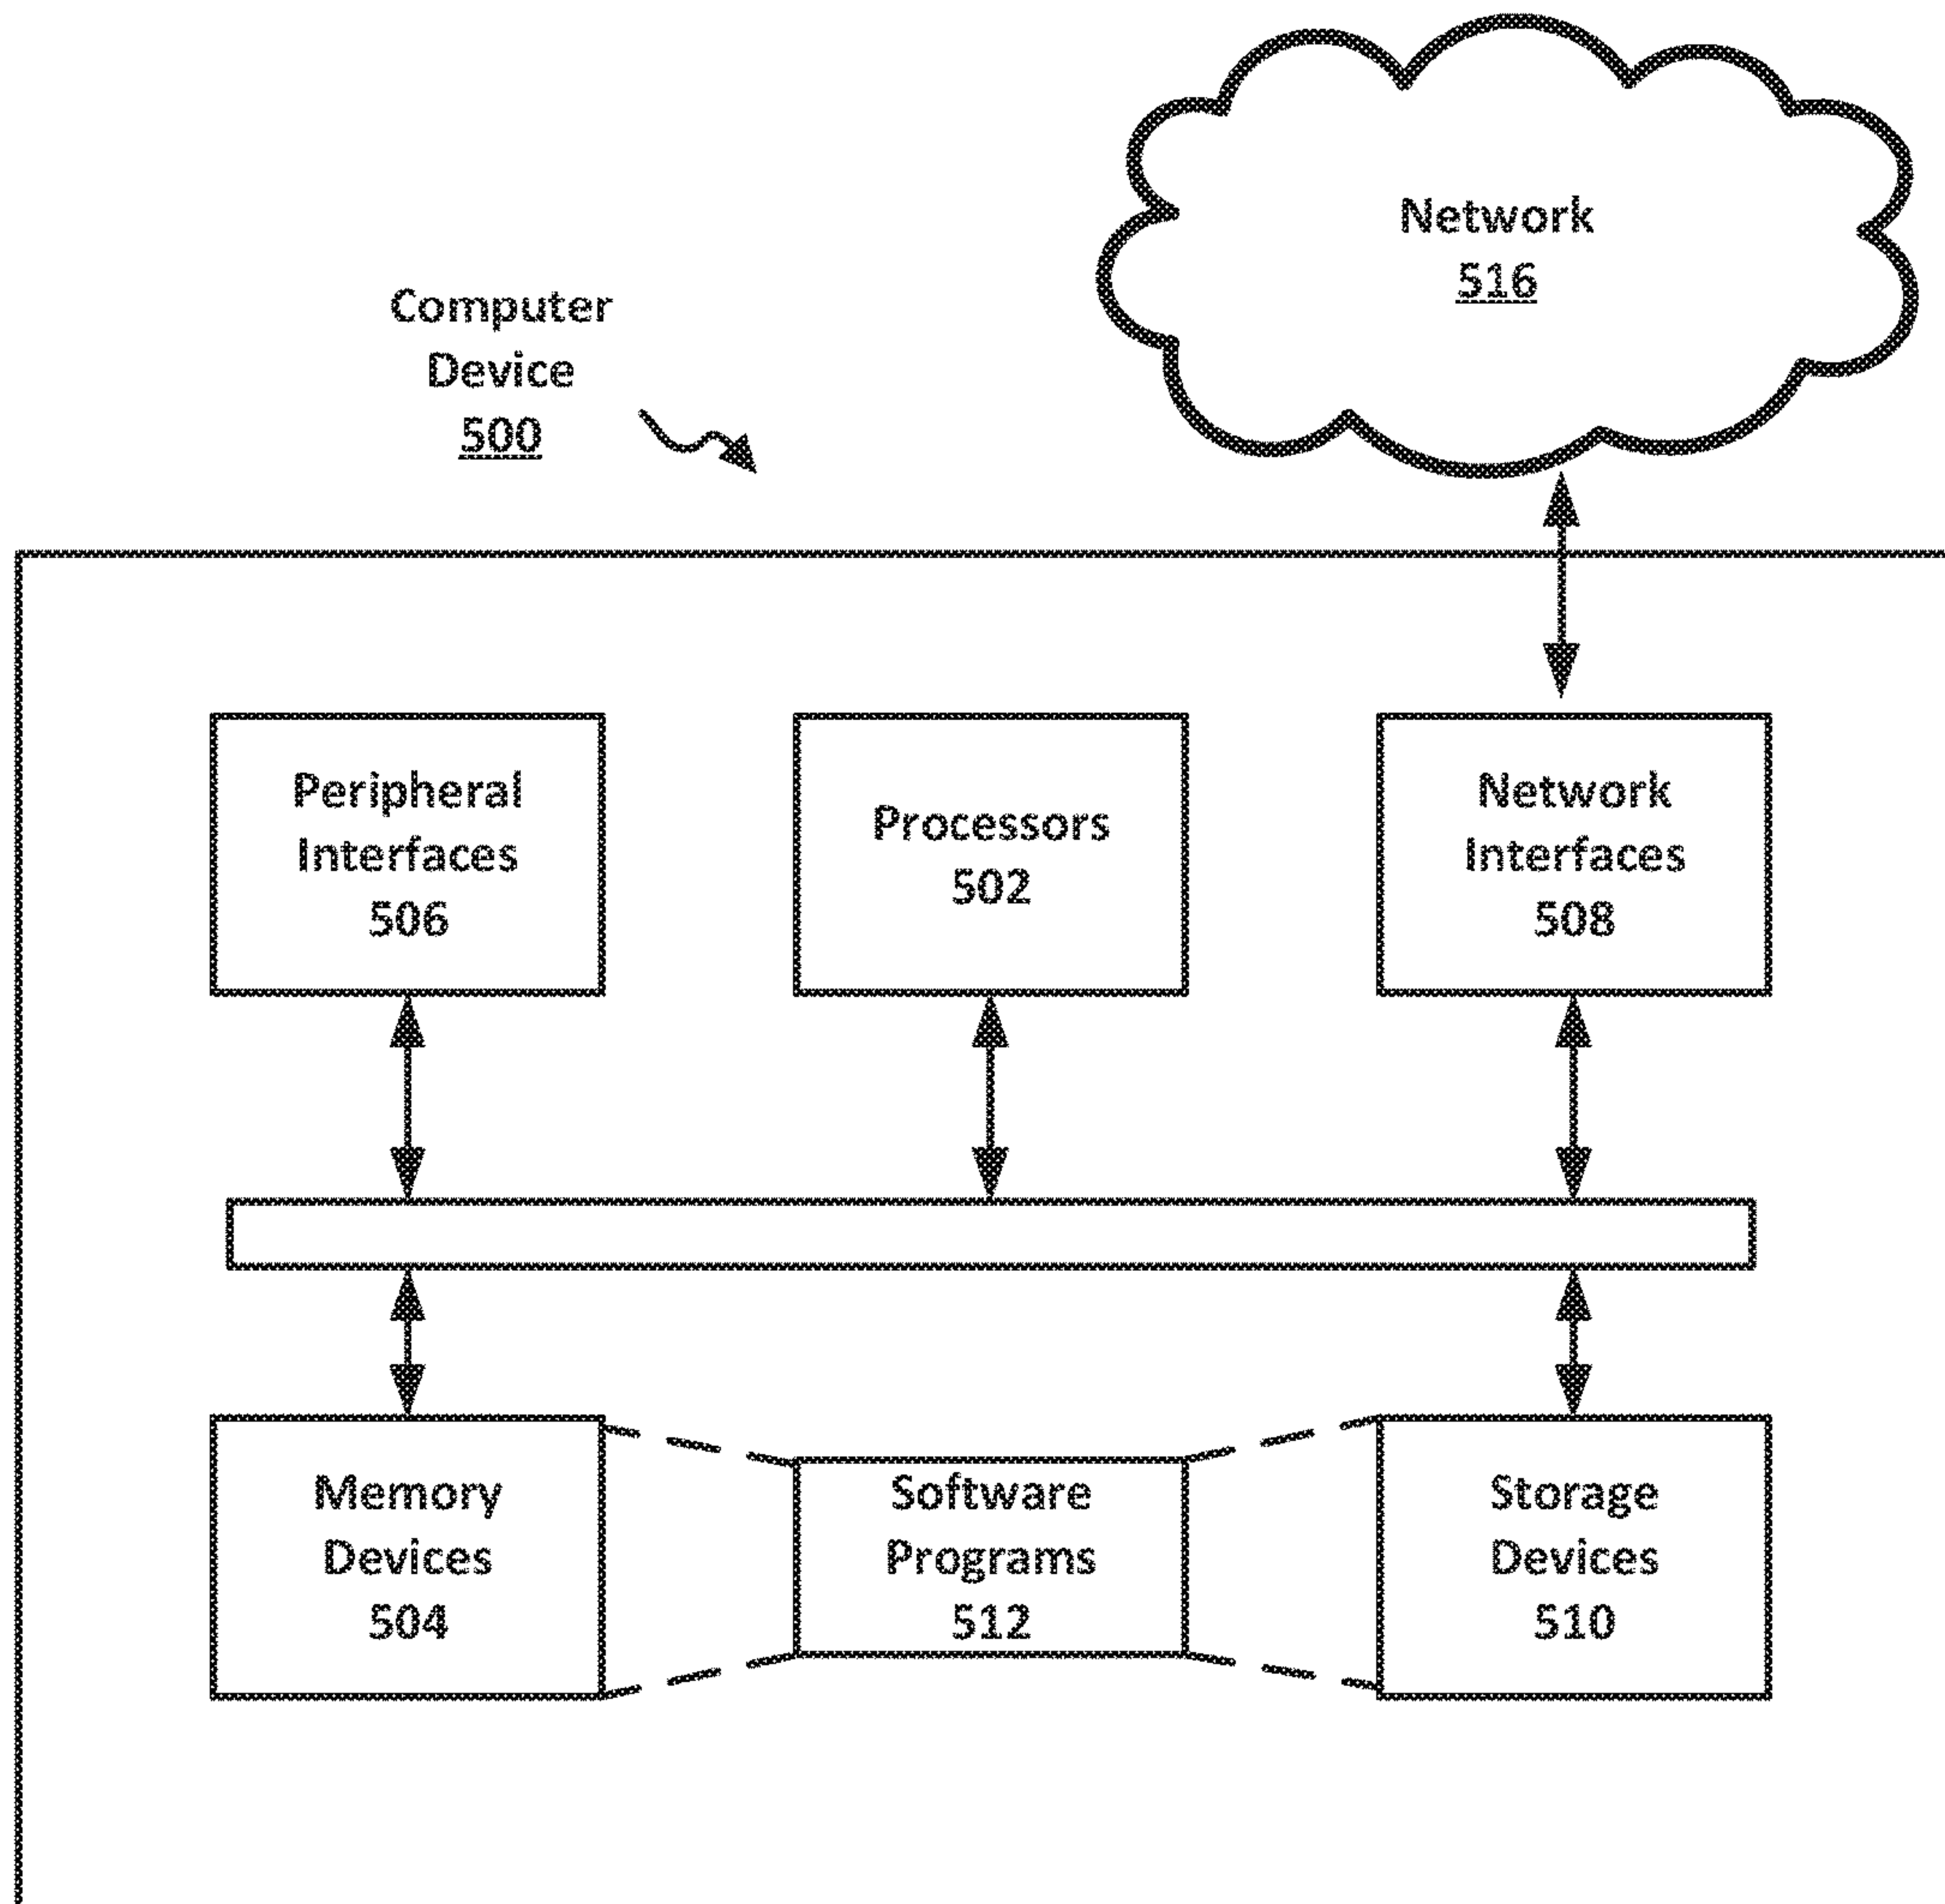 Network
516
Computer
Device
500
Peripheral
Interfaces
506
Processors
502
Network
Interfaces
508
Memory
Devices
504
Software
Programs
512
Storage
Devices
510